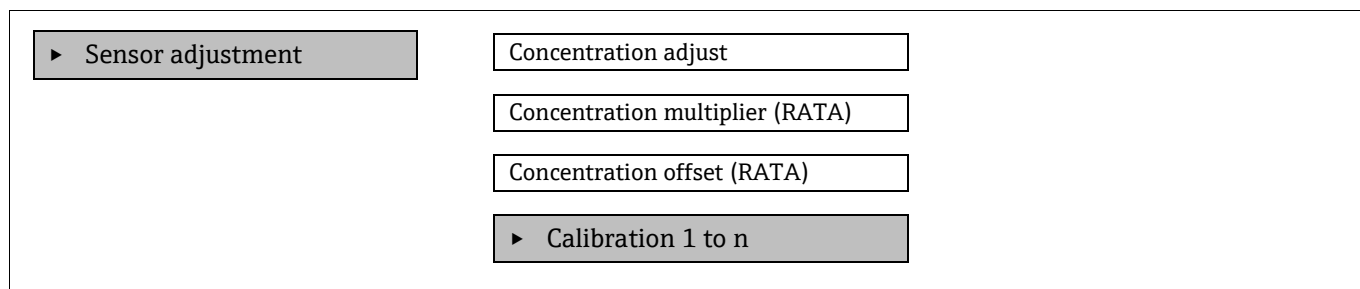 ▸ Sensor adjustment
Concentration adjust
Concentration multiplier (RATA)
Concentration offset (RATA)
▸ Calibration 1 to n